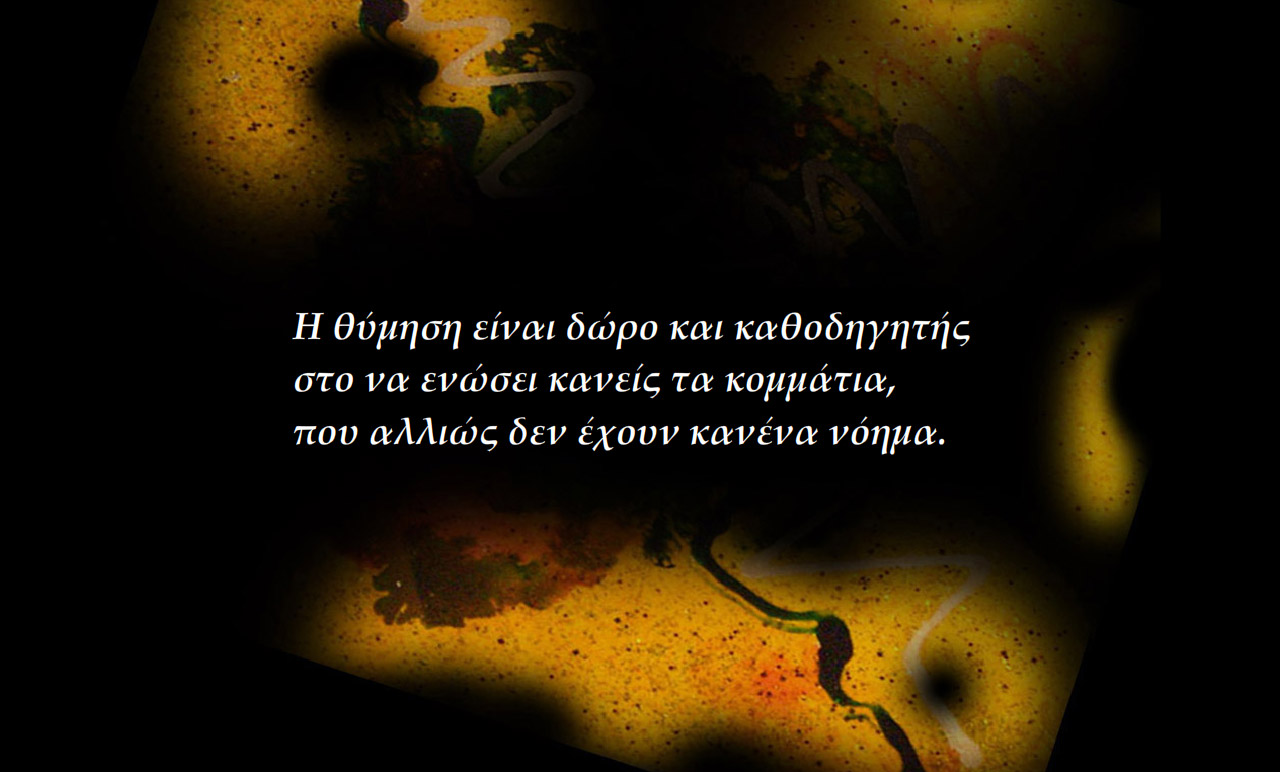 Η θύμηση είναι δώρο και καθοδηγητής
στο να ενώσει κανείς τα κομμάτια,
που αλλιώς δεν έχουν κανένα νόημα.